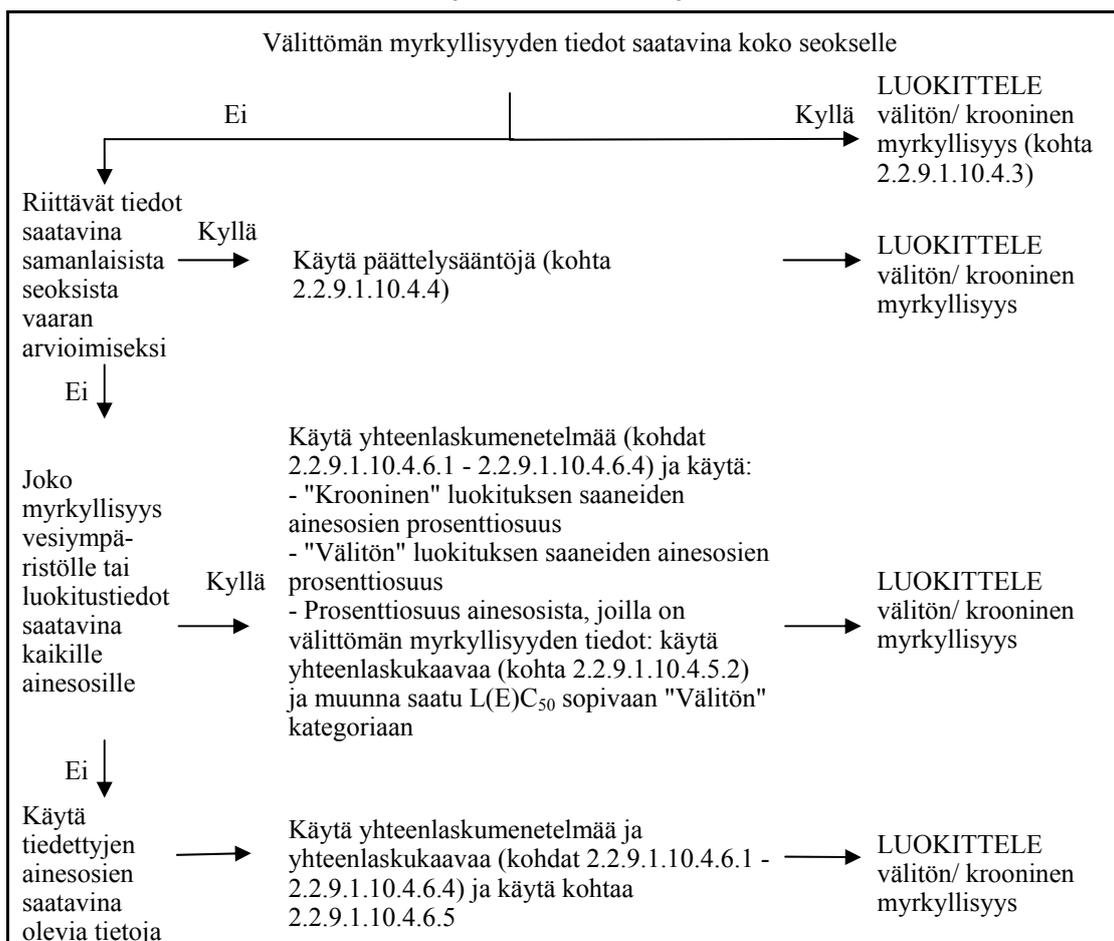 Välittömän myrkyllisyyden tiedot saatavina koko seokselle
Ei
Kyllä
LUOKITTELE
välitön/ krooninen
myrkyllisyys (kohta
2.2.9.1.10.4.3)
Riittävät tiedot
saatavina
samanlaisista
seoksista
vaaran
arvioimiseksi
Kyllä
Käytä päättelysääntöjä (kohta
2.2.9.1.10.4.4)
LUOKITTELE
välitön/ krooninen
myrkyllisyys
Ei
Joko
myrkyllisyys
vesiympä-
ristölle tai
luokitustiedot
saatavina
kaikille
ainesosille
Kyllä
Käytä yhteenlaskumenetelmää (kohdat
2.2.9.1.10.4.6.1 - 2.2.9.1.10.4.6.4) ja käytä:
- "Krooninen" luokituksen saaneiden
ainesosien prosenttiosuus
- "Välitön" luokituksen saaneiden ainesosien
prosenttiosuus
- Prosenttiosuus ainesosista, joilla on
välittömän myrkyllisyyden tiedot: käytä
yhteenlaskukaavaa (kohta 2.2.9.1.10.4.5.2)
ja muunna saatu L(E)C₅₀ sopivaan "Välitön"
kategoriaan
LUOKITTELE
välitön/ krooninen
myrkyllisyys
Ei
Käytä
tiedettyjen
ainesosien
saatavina
olevia tietoja
Käytä yhteenlaskumenetelmää ja
yhteenlaskukaavaa (kohdat 2.2.9.1.10.4.6.1 -
2.2.9.1.10.4.6.4) ja käytä kohtaa
2.2.9.1.10.4.6.5
LUOKITTELE
välitön/ krooninen
myrkyllisyys